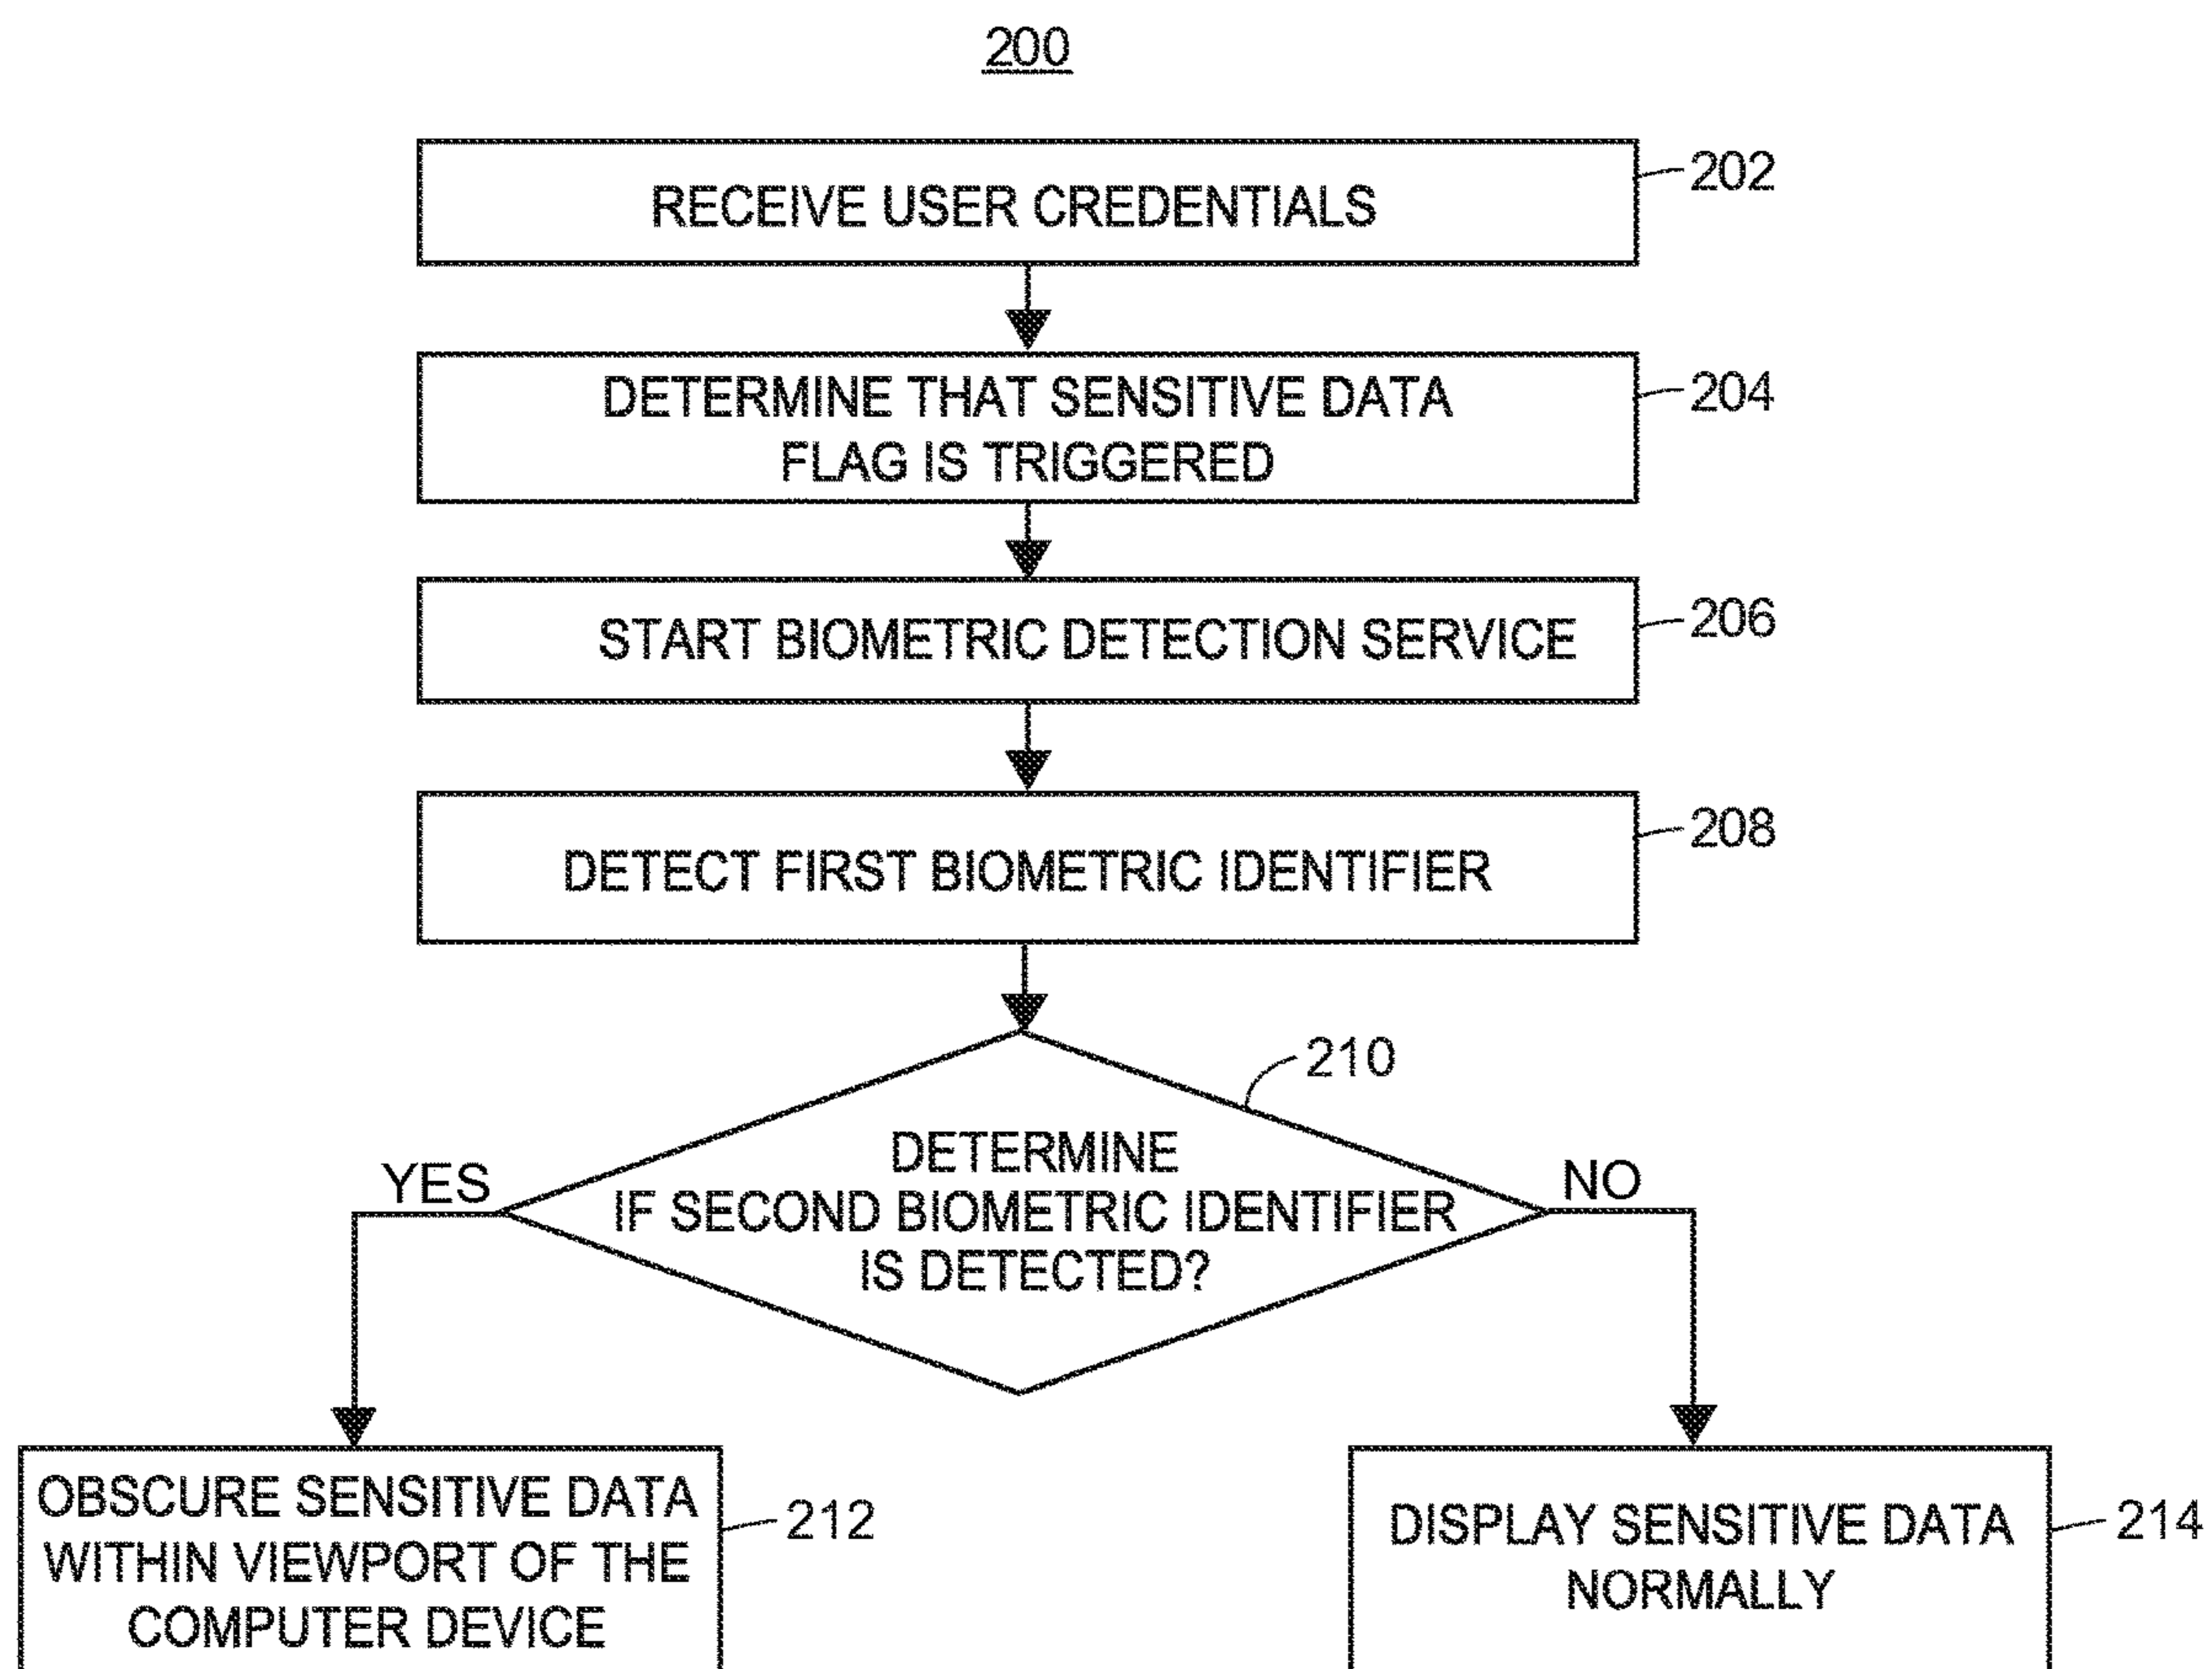 200
RECEIVE USER CREDENTIALS
202
DETERMINE THAT SENSITIVE DATA
FLAG IS TRIGGERED
204
START BIOMETRIC DETECTION SERVICE
206
DETECT FIRST BIOMETRIC IDENTIFIER
208
210
DETERMINE
IF SECOND BIOMETRIC IDENTIFIER
IS DETECTED?
YES
NO
OBSCURE SENSITIVE DATA
WITHIN VIEWPORT OF THE
COMPUTER DEVICE
212
DISPLAY SENSITIVE DATA
NORMALLY
214